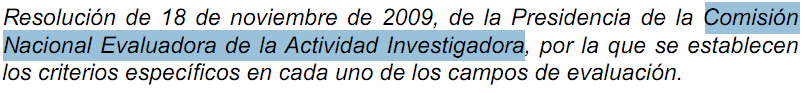 Resolución de 18 de noviembre de 2009, de la Presidencia de la Comisión
Nacional Evaluadora de la Actividad Investigadora, por la que se establecen
los criterios específicos en cada uno de los campos de evaluación.